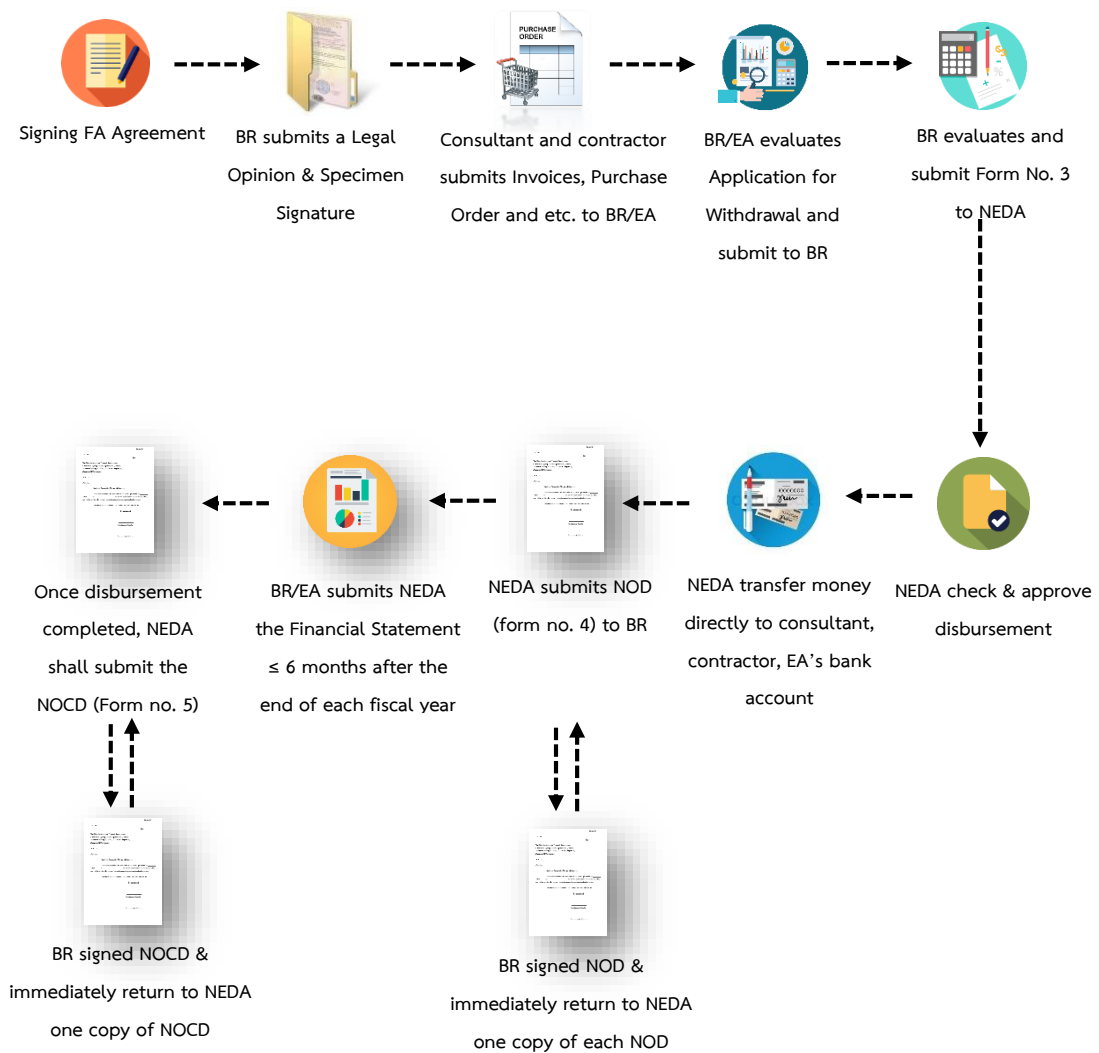 PURCHASE
ORDER
Signing FA Agreement
BR submits a Legal
Opinion & Specimen
Signature
Consultant and contractor
submits Invoices, Purchase
Order and etc. to BR/EA
BR/EA evaluates
Application for
Withdrawal and
submit to BR
BR evaluates and
submit Form No. 3
to NEDA
Once disbursement
completed, NEDA
shall submit the
NOCD (Form no. 5)
BR/EA submits NEDA
the Financial Statement
≤ 6 months after the
end of each fiscal year
NEDA submits NOD
(form no. 4) to BR
NEDA transfer money
directly to consultant,
contractor, EA's bank
account
NEDA check & approve
disbursement
BR signed NOCD &
immediately return to NEDA
one copy of NOCD
BR signed NOD &
immediately return to NEDA
one copy of each NOD